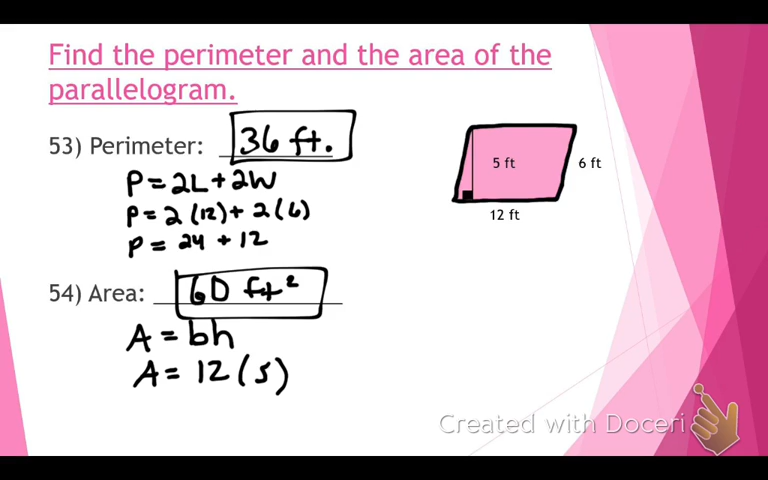 Find the perimeter and the area of the
parallelogram.
53) Perimeter: 36 ft.
P = 2L + 2W
P = 2 (12) + 2 (6)
P = 24 + 12
5 ft
6 ft
12 ft
54) Area: 60 ft²
A = bh
A = 12 (5)
Created with Doceri